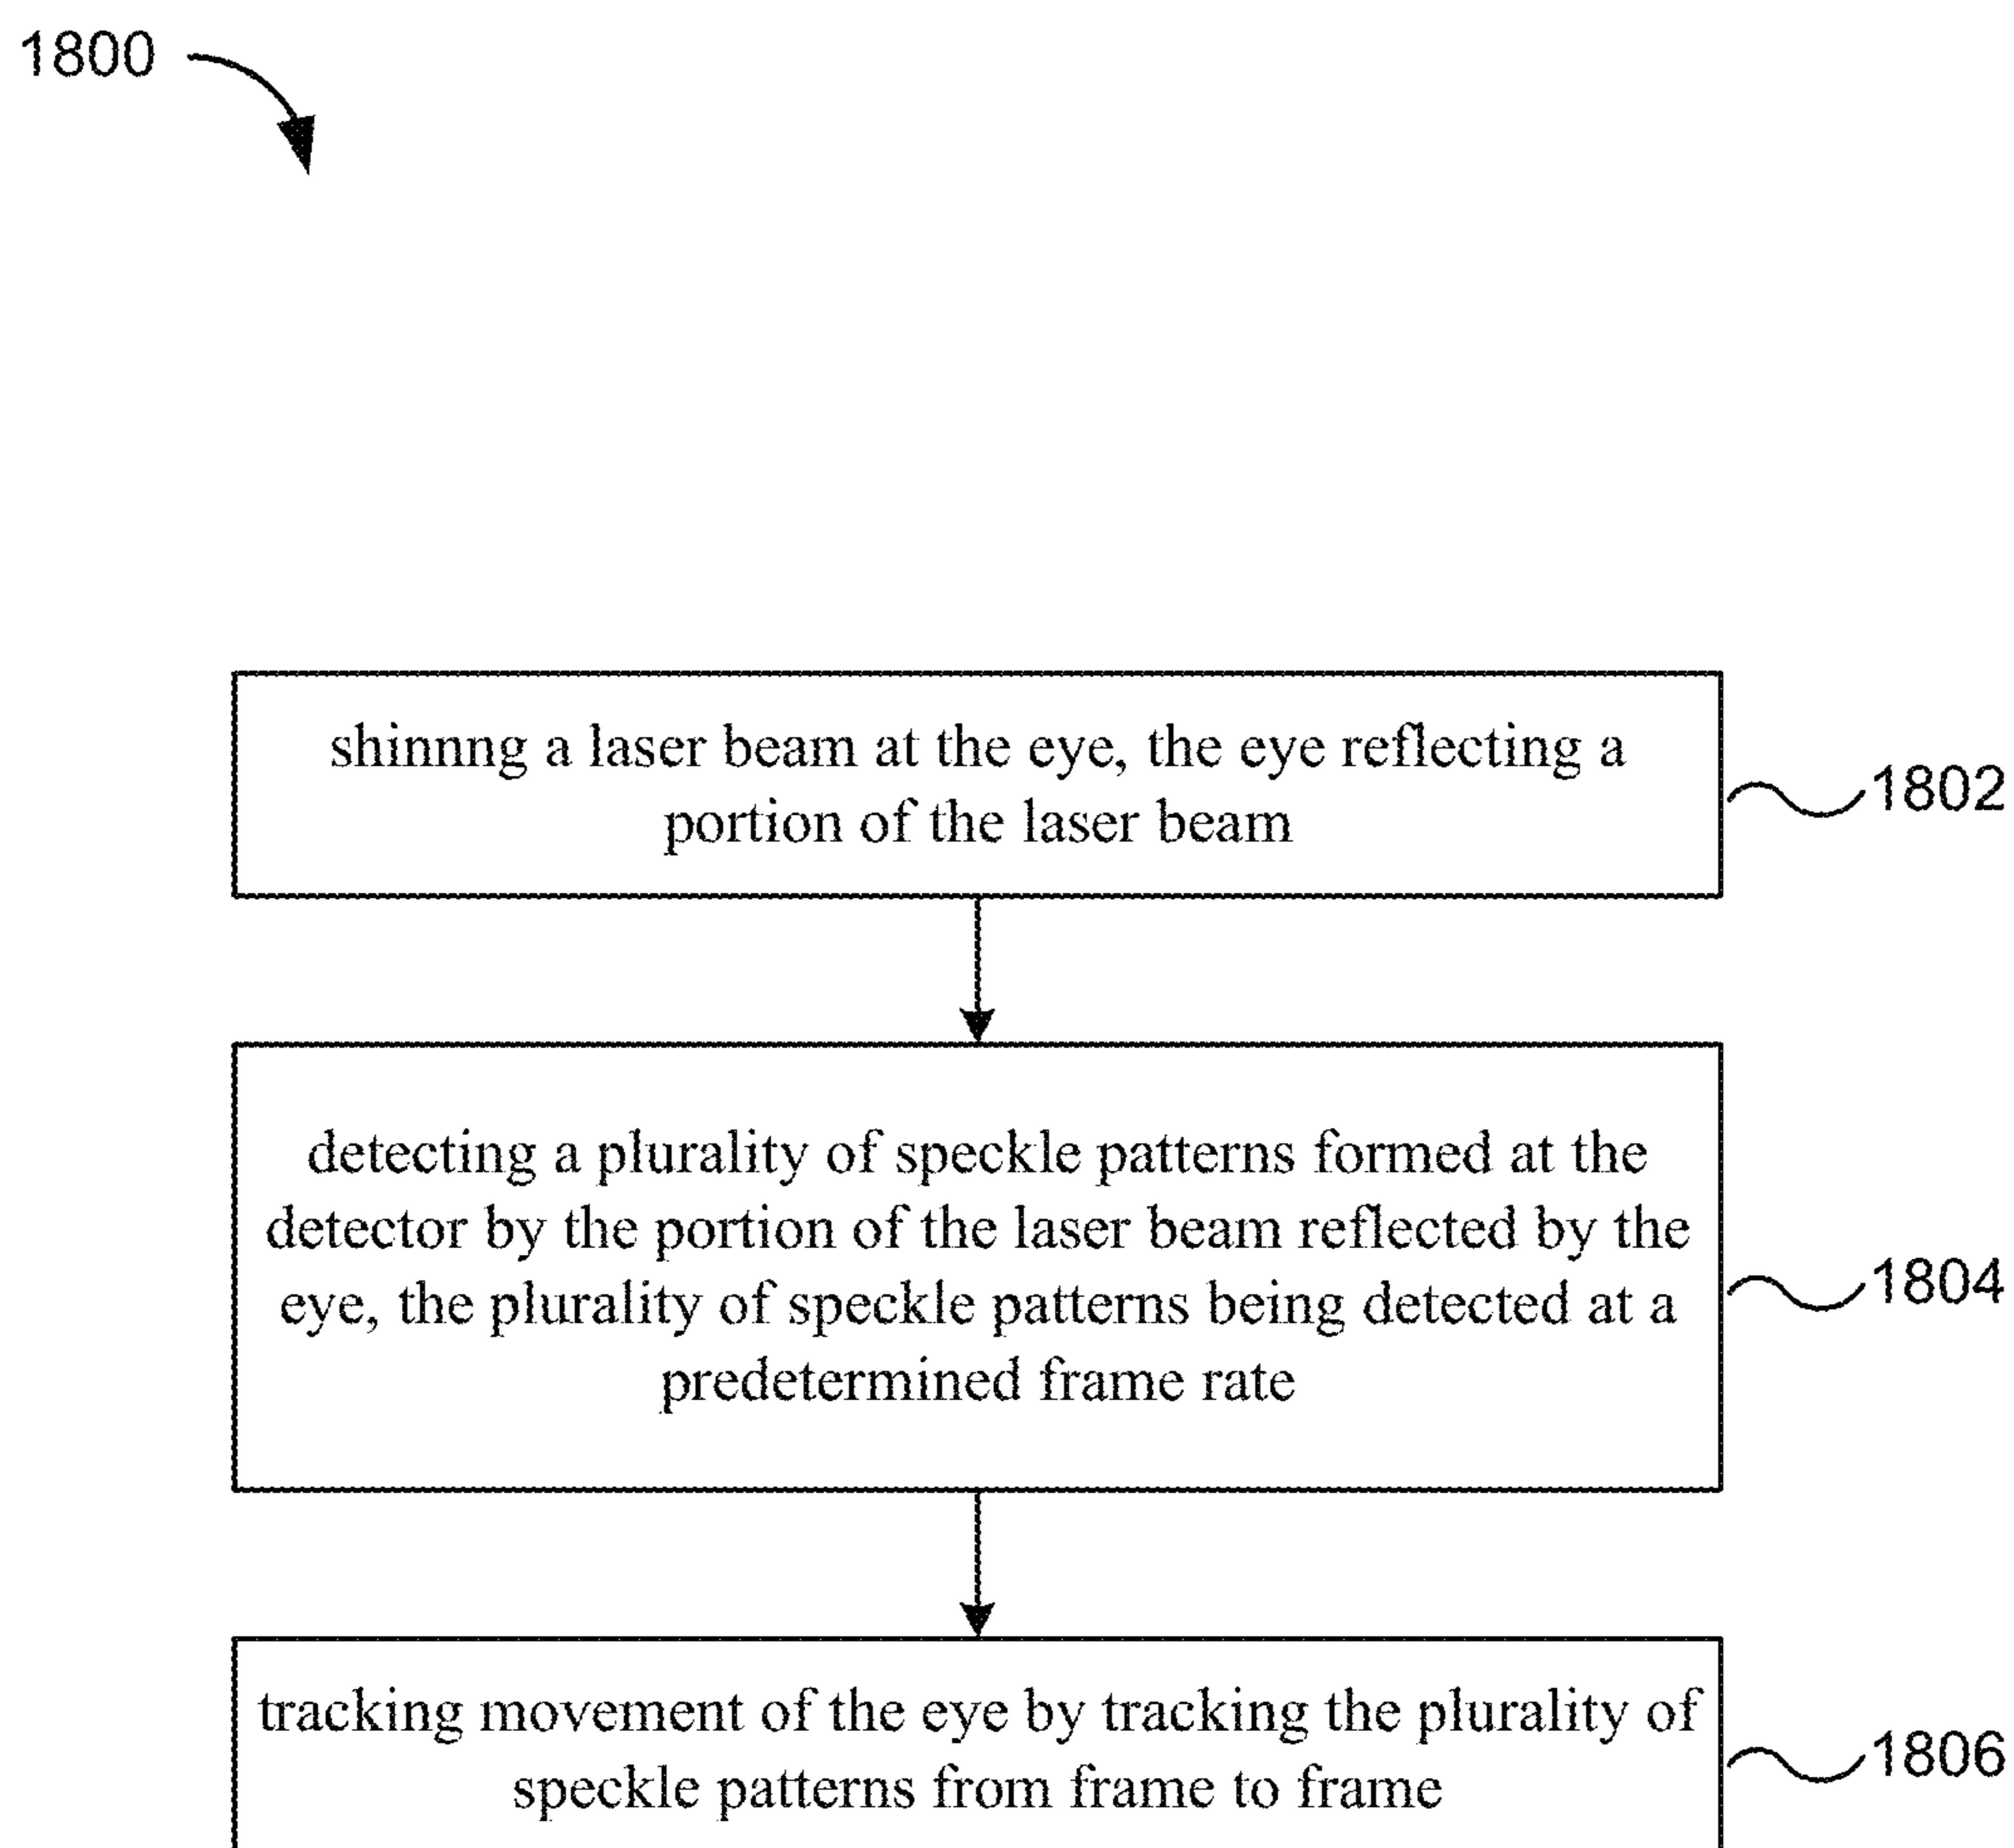 1800
shinnng a laser beam at the eye, the eye reflecting a
portion of the laser beam
1802
detecting a plurality of speckle patterns formed at the
detector by the portion of the laser beam reflected by the
eye, the plurality of speckle patterns being detected at a
predetermined frame rate
1804
tracking movement of the eye by tracking the plurality of
speckle patterns from frame to frame
1806